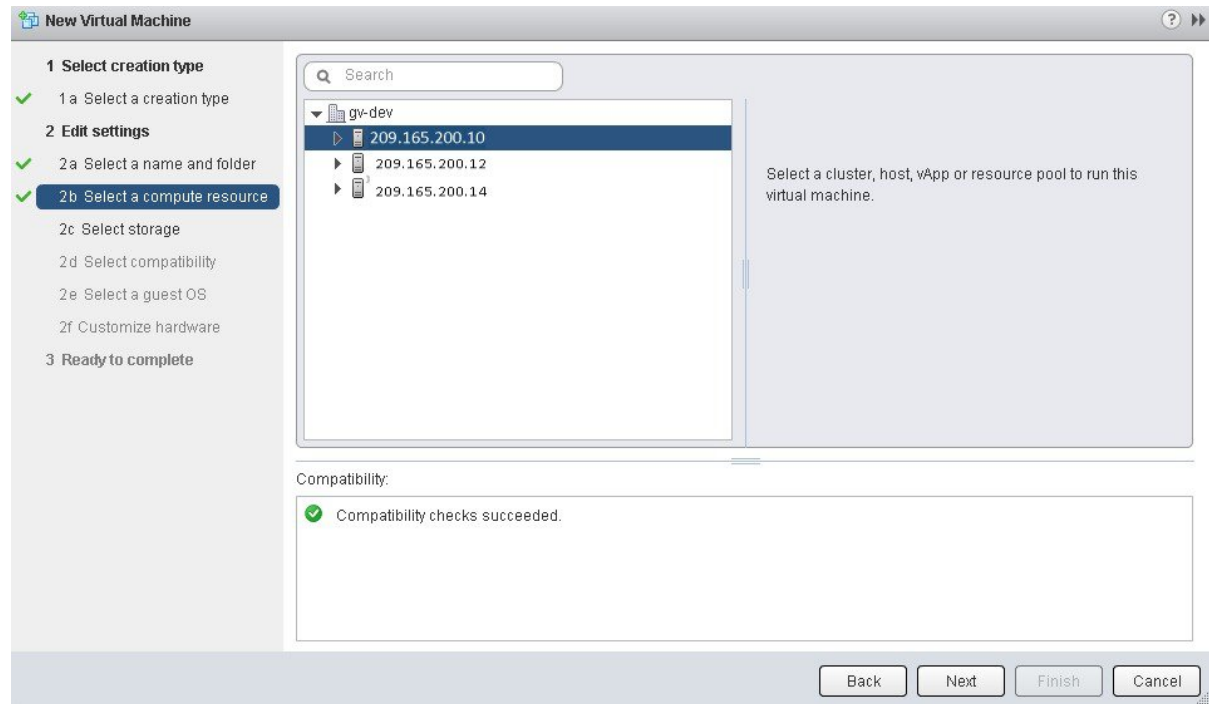 New Virtual Machine
?
1 Select creation type
1a Select a creation type
2 Edit settings
2a Select a name and folder
2b Select a compute resource
2c Select storage
2d Select compatibility
2e Select a guest OS
2f Customize hardware
3 Ready to complete
Search
gv-dev
209.165.200.10
209.165.200.12
209.165.200.14
Select a cluster, host, vApp or resource pool to run this
virtual machine.
Compatibility:
Compatibility checks succeeded.
Back Next Finish Cancel